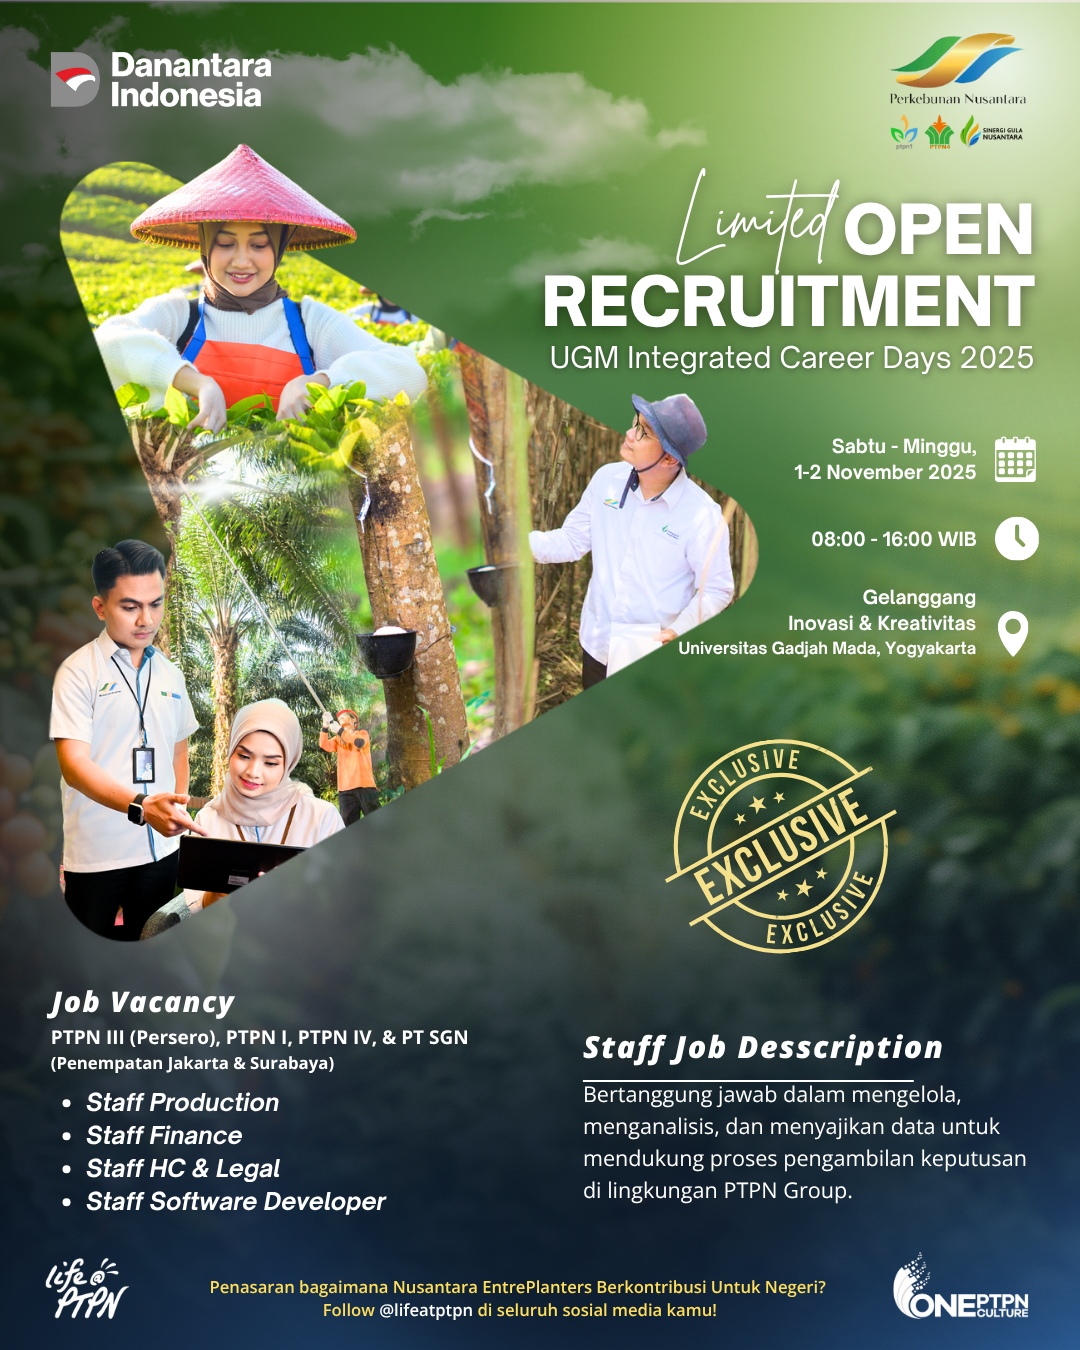 Danantara
Indonesia
Perkebunan Nusantara
ptpn1
PTPN4
SINERGI GULA
NUSANTARA
Limited OPEN
RECRUITMENT
UGM Integrated Career Days 2025
Sabtu - Minggu,
1-2 November 2025
08:00 - 16:00 WIB
Gelanggang
Inovasi & Kreativitas
Universitas Gadjah Mada, Yogyakarta
EXCLUSIVE
EXCLUSIVE
EXCLUSIVE
Job Vacancy
PTPN III (Persero), PTPN I, PTPN IV, & PT SGN
(Penempatan Jakarta & Surabaya)
• Staff Production
• Staff Finance
• Staff HC & Legal
• Staff Software Developer
Staff Job Desscription
Bertanggung jawab dalam mengelola,
menganalisis, dan menyajikan data untuk
mendukung proses pengambilan keputusan
di lingkungan PTPN Group.
life@
PTPN
Penasaran bagaimana Nusantara EntrePlanters Berkontribusi Untuk Negeri?
Follow @lifeatptpn di seluruh sosial media kamu!
ONE PTPN
CULTURE